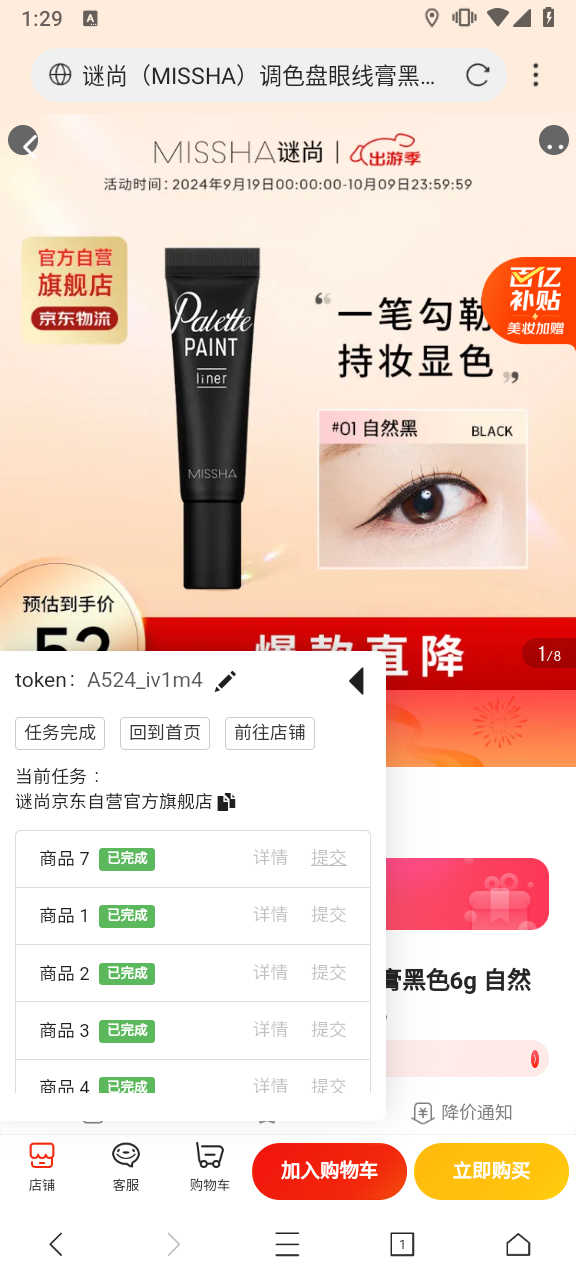 1:29
A
谜尚（MISSHA）调色盘眼线膏黑...
MISSHA谜尚 | 出游季
活动时间：2024年9月19日00:00:00-10月09日23:59:59
官方自营
旗舰店
京东物流
Palette
PAINT
liner
MISSHA
“一笔勾勒
持妆显色”
百亿
补贴
美妆加赠
#01 自然黑 BLACK
预估到手价
52
爆款直降
1/8
token： A524_iv1m4
任务完成 回到首页 前往店铺
当前任务：
谜尚京东自营官方旗舰店
商品 7 已完成 详情 提交
商品 1 已完成 详情 提交
商品 2 已完成 详情 提交
商品 3 已完成 详情 提交
商品 4 已完成 详情 提交
膏黑色6g 自然
降价通知
店铺 客服 购物车 加入购物车 立即购买
1